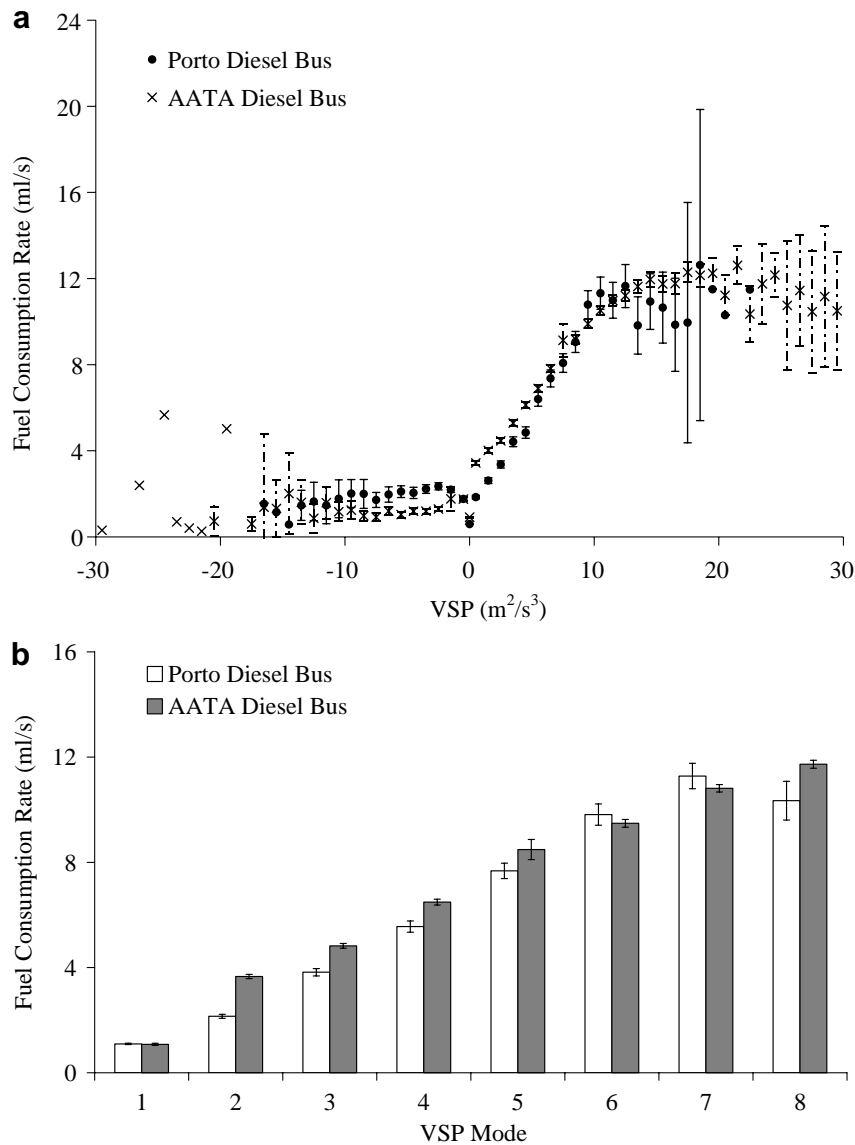 a
24
20
16
12
8
4
0
Fuel Consumption Rate (ml/s)
Porto Diesel Bus
AATA Diesel Bus
-30 -20 -10 0 10 20 30
VSP (m²/s³)
b
16
12
8
4
0
Fuel Consumption Rate (ml/s)
Porto Diesel Bus
AATA Diesel Bus
1 2 3 4 5 6 7 8
VSP Mode